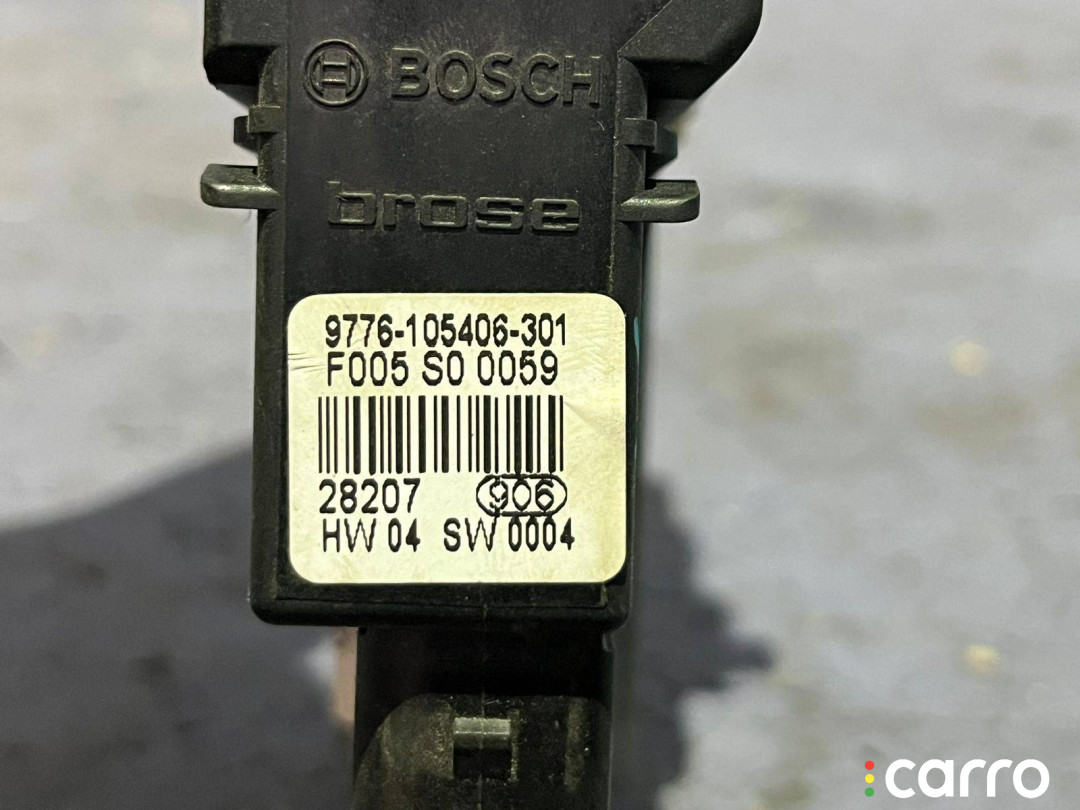 BOSCH
brose
9776-105406-301
F005 S0 0059
28207 906
HW 04 SW 0004
carro